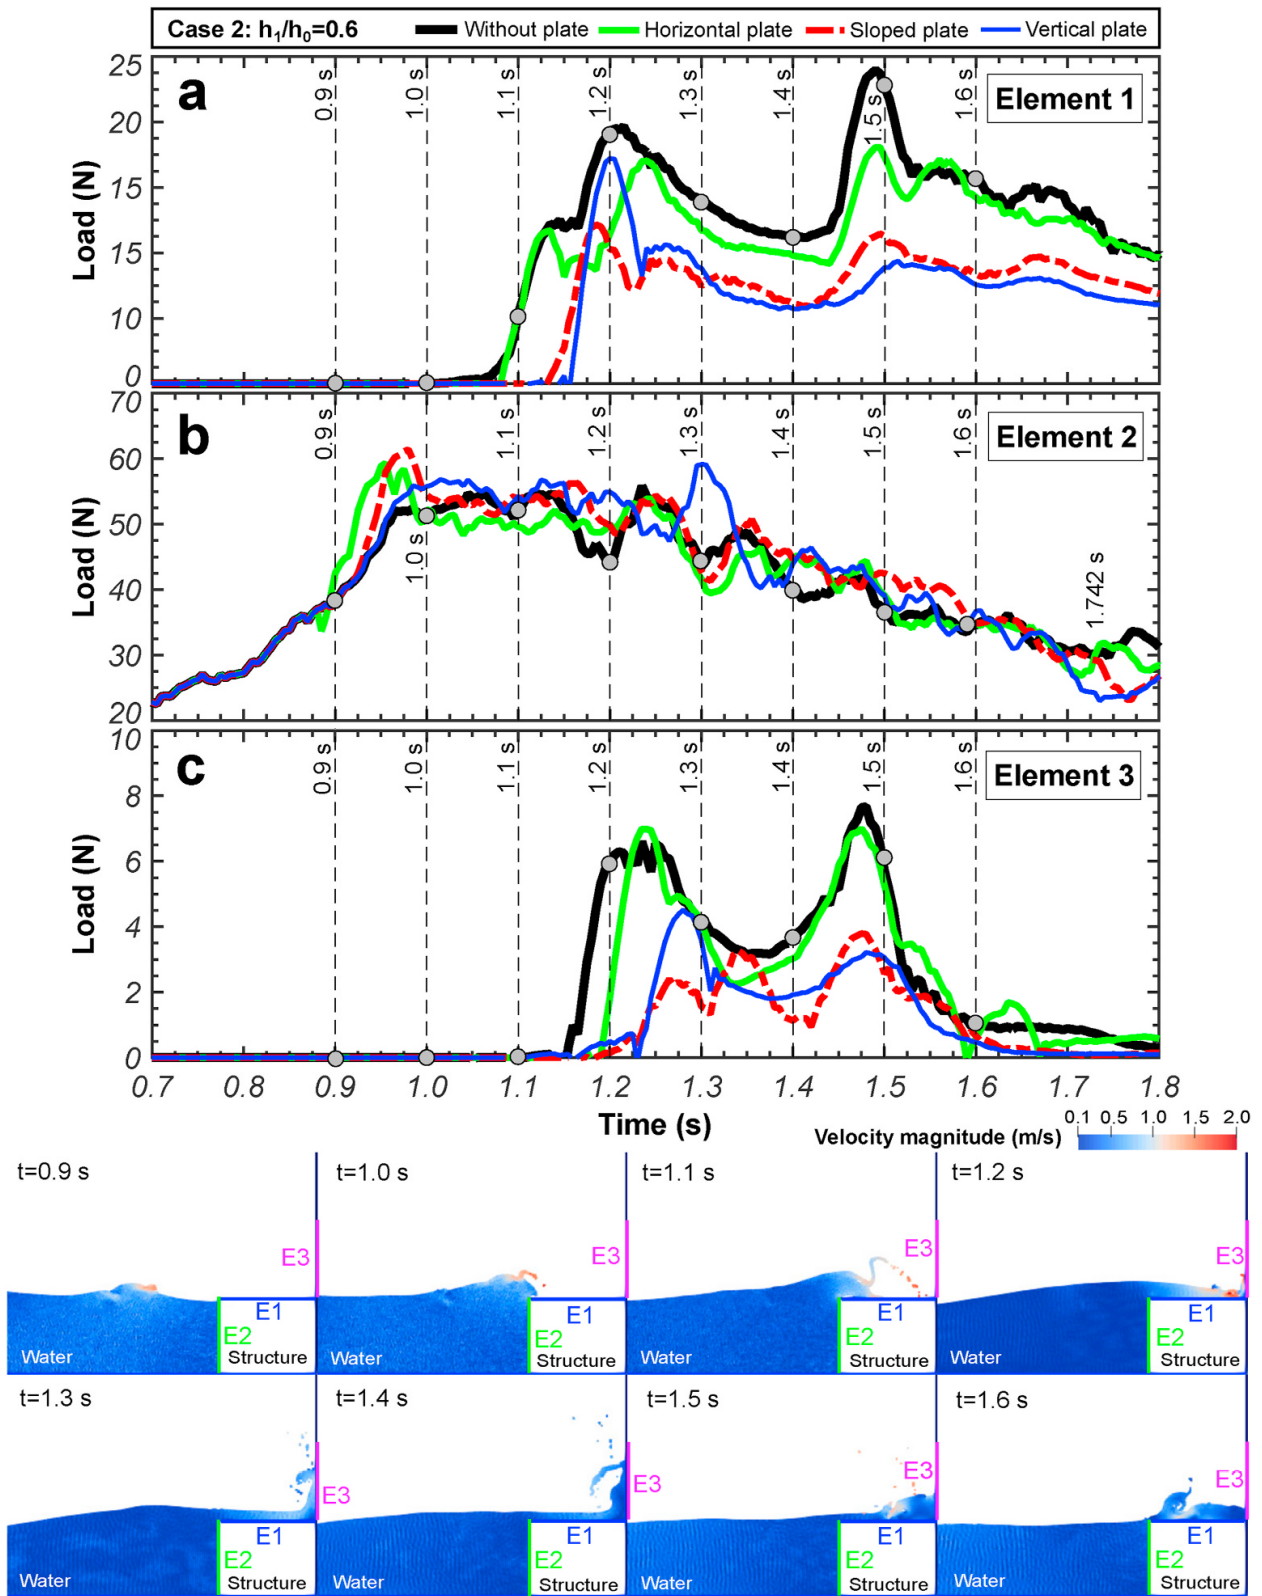 Case 2: h1/h0=0.6 Without plate Horizontal plate Sloped plate Vertical plate
a
Element 1
0.9 s 1.0 s 1.1 s 1.2 s 1.3 s 1.4 s 1.5 s 1.6 s
Load (N)
25
20
15
15
10
0
b
Element 2
0.9 s 1.0 s 1.1 s 1.2 s 1.3 s 1.4 s 1.5 s 1.6 s 1.742 s
Load (N)
70
60
50
40
30
20
c
Element 3
0.9 s 1.0 s 1.1 s 1.2 s 1.3 s 1.4 s 1.5 s 1.6 s
Load (N)
10
8
6
4
2
0
0.7 0.8 0.9 1.0 1.1 1.2 1.3 1.4 1.5 1.6 1.7 1.8
Time (s)
Velocity magnitude (m/s) 0.1 0.5 1.0 1.5 2.0
t=0.9 s t=1.0 s t=1.1 s t=1.2 s
E3 E3 E3 E3
E1 E1 E1 E1
E2 E2 E2 E2
Water Structure Water Structure Water Structure Water Structure
t=1.3 s t=1.4 s t=1.5 s t=1.6 s
E3 E3 E3 E3
E1 E1 E1 E1
E2 E2 E2 E2
Water Structure Water Structure Water Structure Water Structure